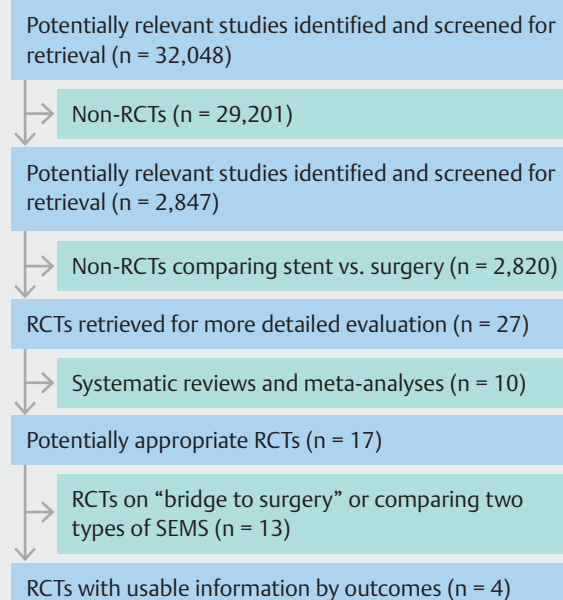 Potentially relevant studies identified and screened for
retrieval (n = 32,048)
Non-RCTs (n = 29,201)
Potentially relevant studies identified and screened for
retrieval (n = 2,847)
Non-RCTs comparing stent vs. surgery (n = 2,820)
RCTs retrieved for more detailed evaluation (n = 27)
Systematic reviews and meta-analyses (n = 10)
Potentially appropriate RCTs (n = 17)
RCTs on “bridge to surgery” or comparing two
types of SEMS (n = 13)
RCTs with usable information by outcomes (n = 4)